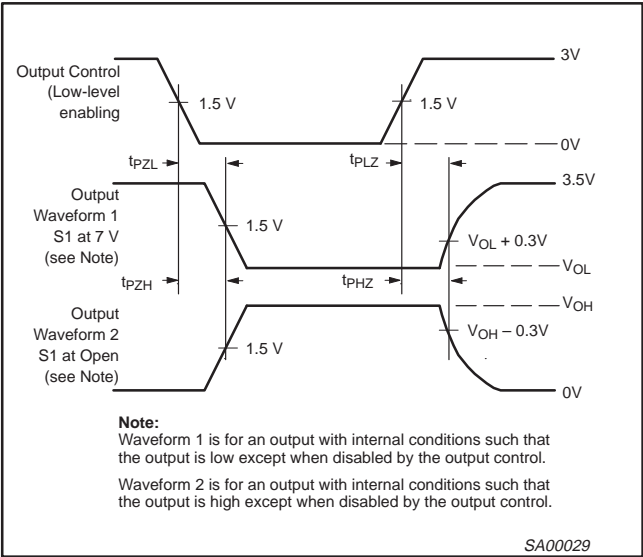 3V
Output Control
(Low-level
enabling
1.5 V
1.5 V
0V
tPZL
tPLZ
3.5V
Output
Waveform 1
S1 at 7 V
(see Note)
1.5 V
VOL + 0.3V
VOL
tPZH
tPHZ
VOH
Output
Waveform 2
S1 at Open
(see Note)
1.5 V
VOH – 0.3V
0V
Note:
Waveform 1 is for an output with internal conditions such that
the output is low except when disabled by the output control.
Waveform 2 is for an output with internal conditions such that
the output is high except when disabled by the output control.
SA00029